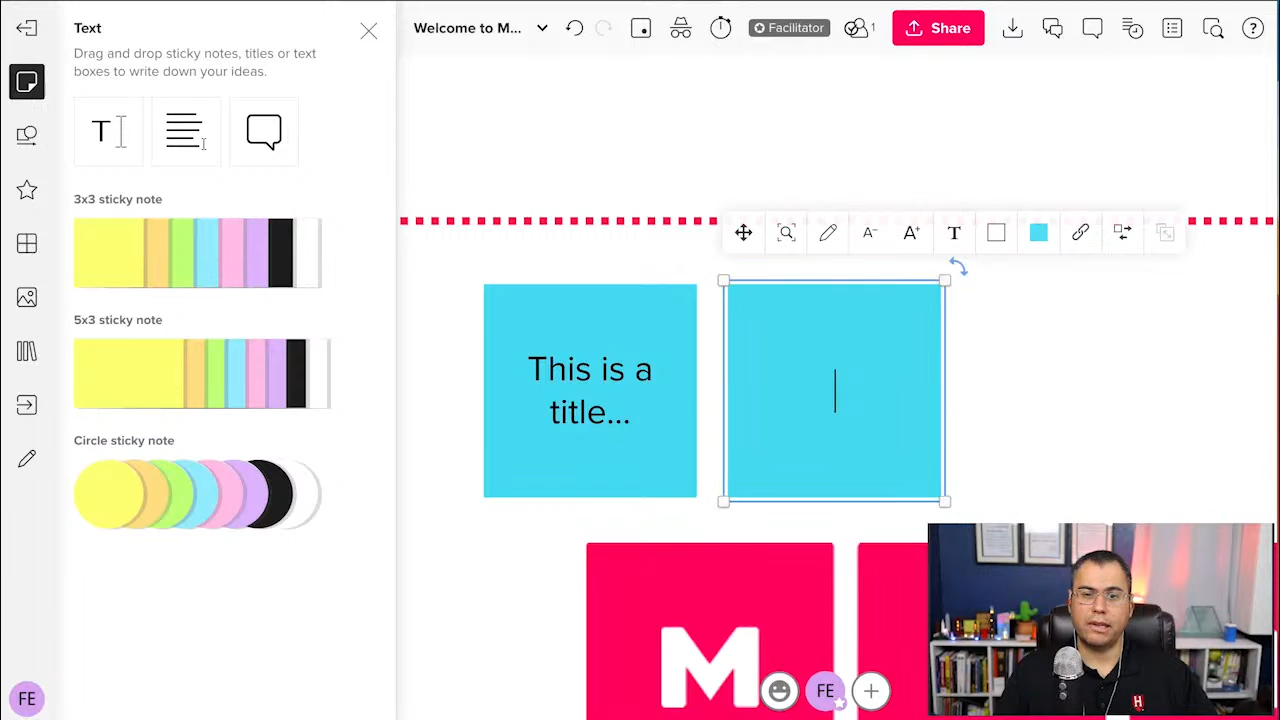 Text
Drag and drop sticky notes, titles or text
boxes to write down your ideas.
T
3x3 sticky note
5x3 sticky note
Circle sticky note
FE
Welcome to M...
Facilitator
1
Share
?
A-
A+
T
This is a
title...
M
FE
H